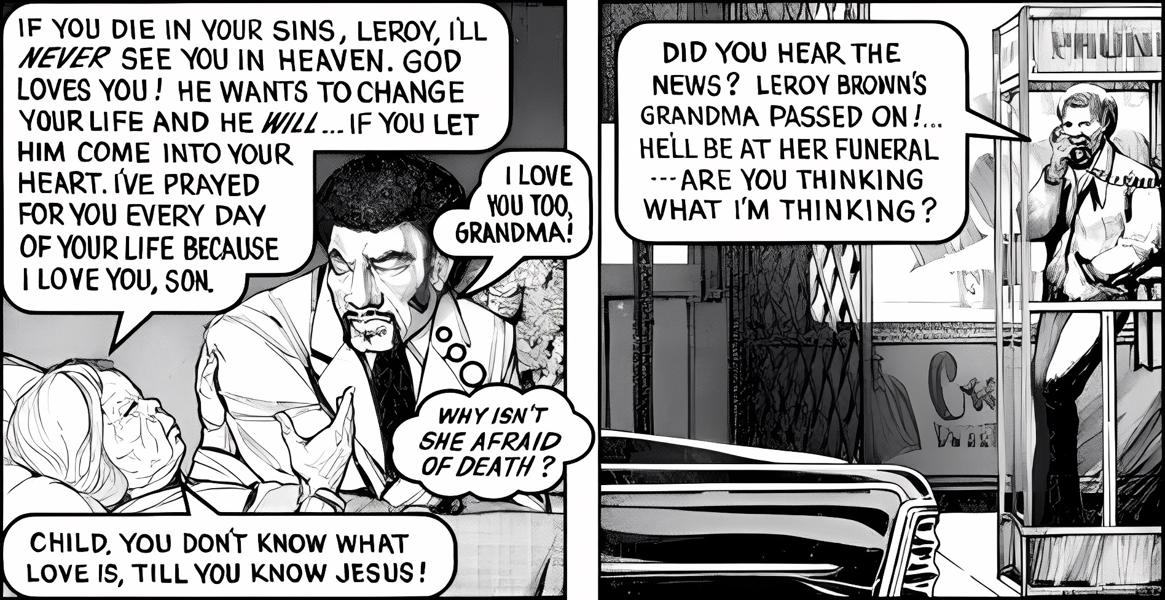 IF YOU DIE IN YOUR SINS, LEROY, I'LL
NEVER SEE YOU IN HEAVEN. GOD
LOVES YOU! HE WANTS TO CHANGE
YOUR LIFE AND HE WILL... IF YOU LET
HIM COME INTO YOUR
HEART. I'VE PRAYED
FOR YOU EVERY DAY
OF YOUR LIFE BECAUSE
I LOVE YOU, SON.
I LOVE
YOU TOO,
GRANDMA!
WHY ISN'T
SHE AFRAID
OF DEATH?
CHILD, YOU DON'T KNOW WHAT
LOVE IS, TILL YOU KNOW JESUS!
DID YOU HEAR THE
NEWS? LEROY BROWN'S
GRANDMA PASSED ON!...
HE'LL BE AT HER FUNERAL
---ARE YOU THINKING
WHAT I'M THINKING?